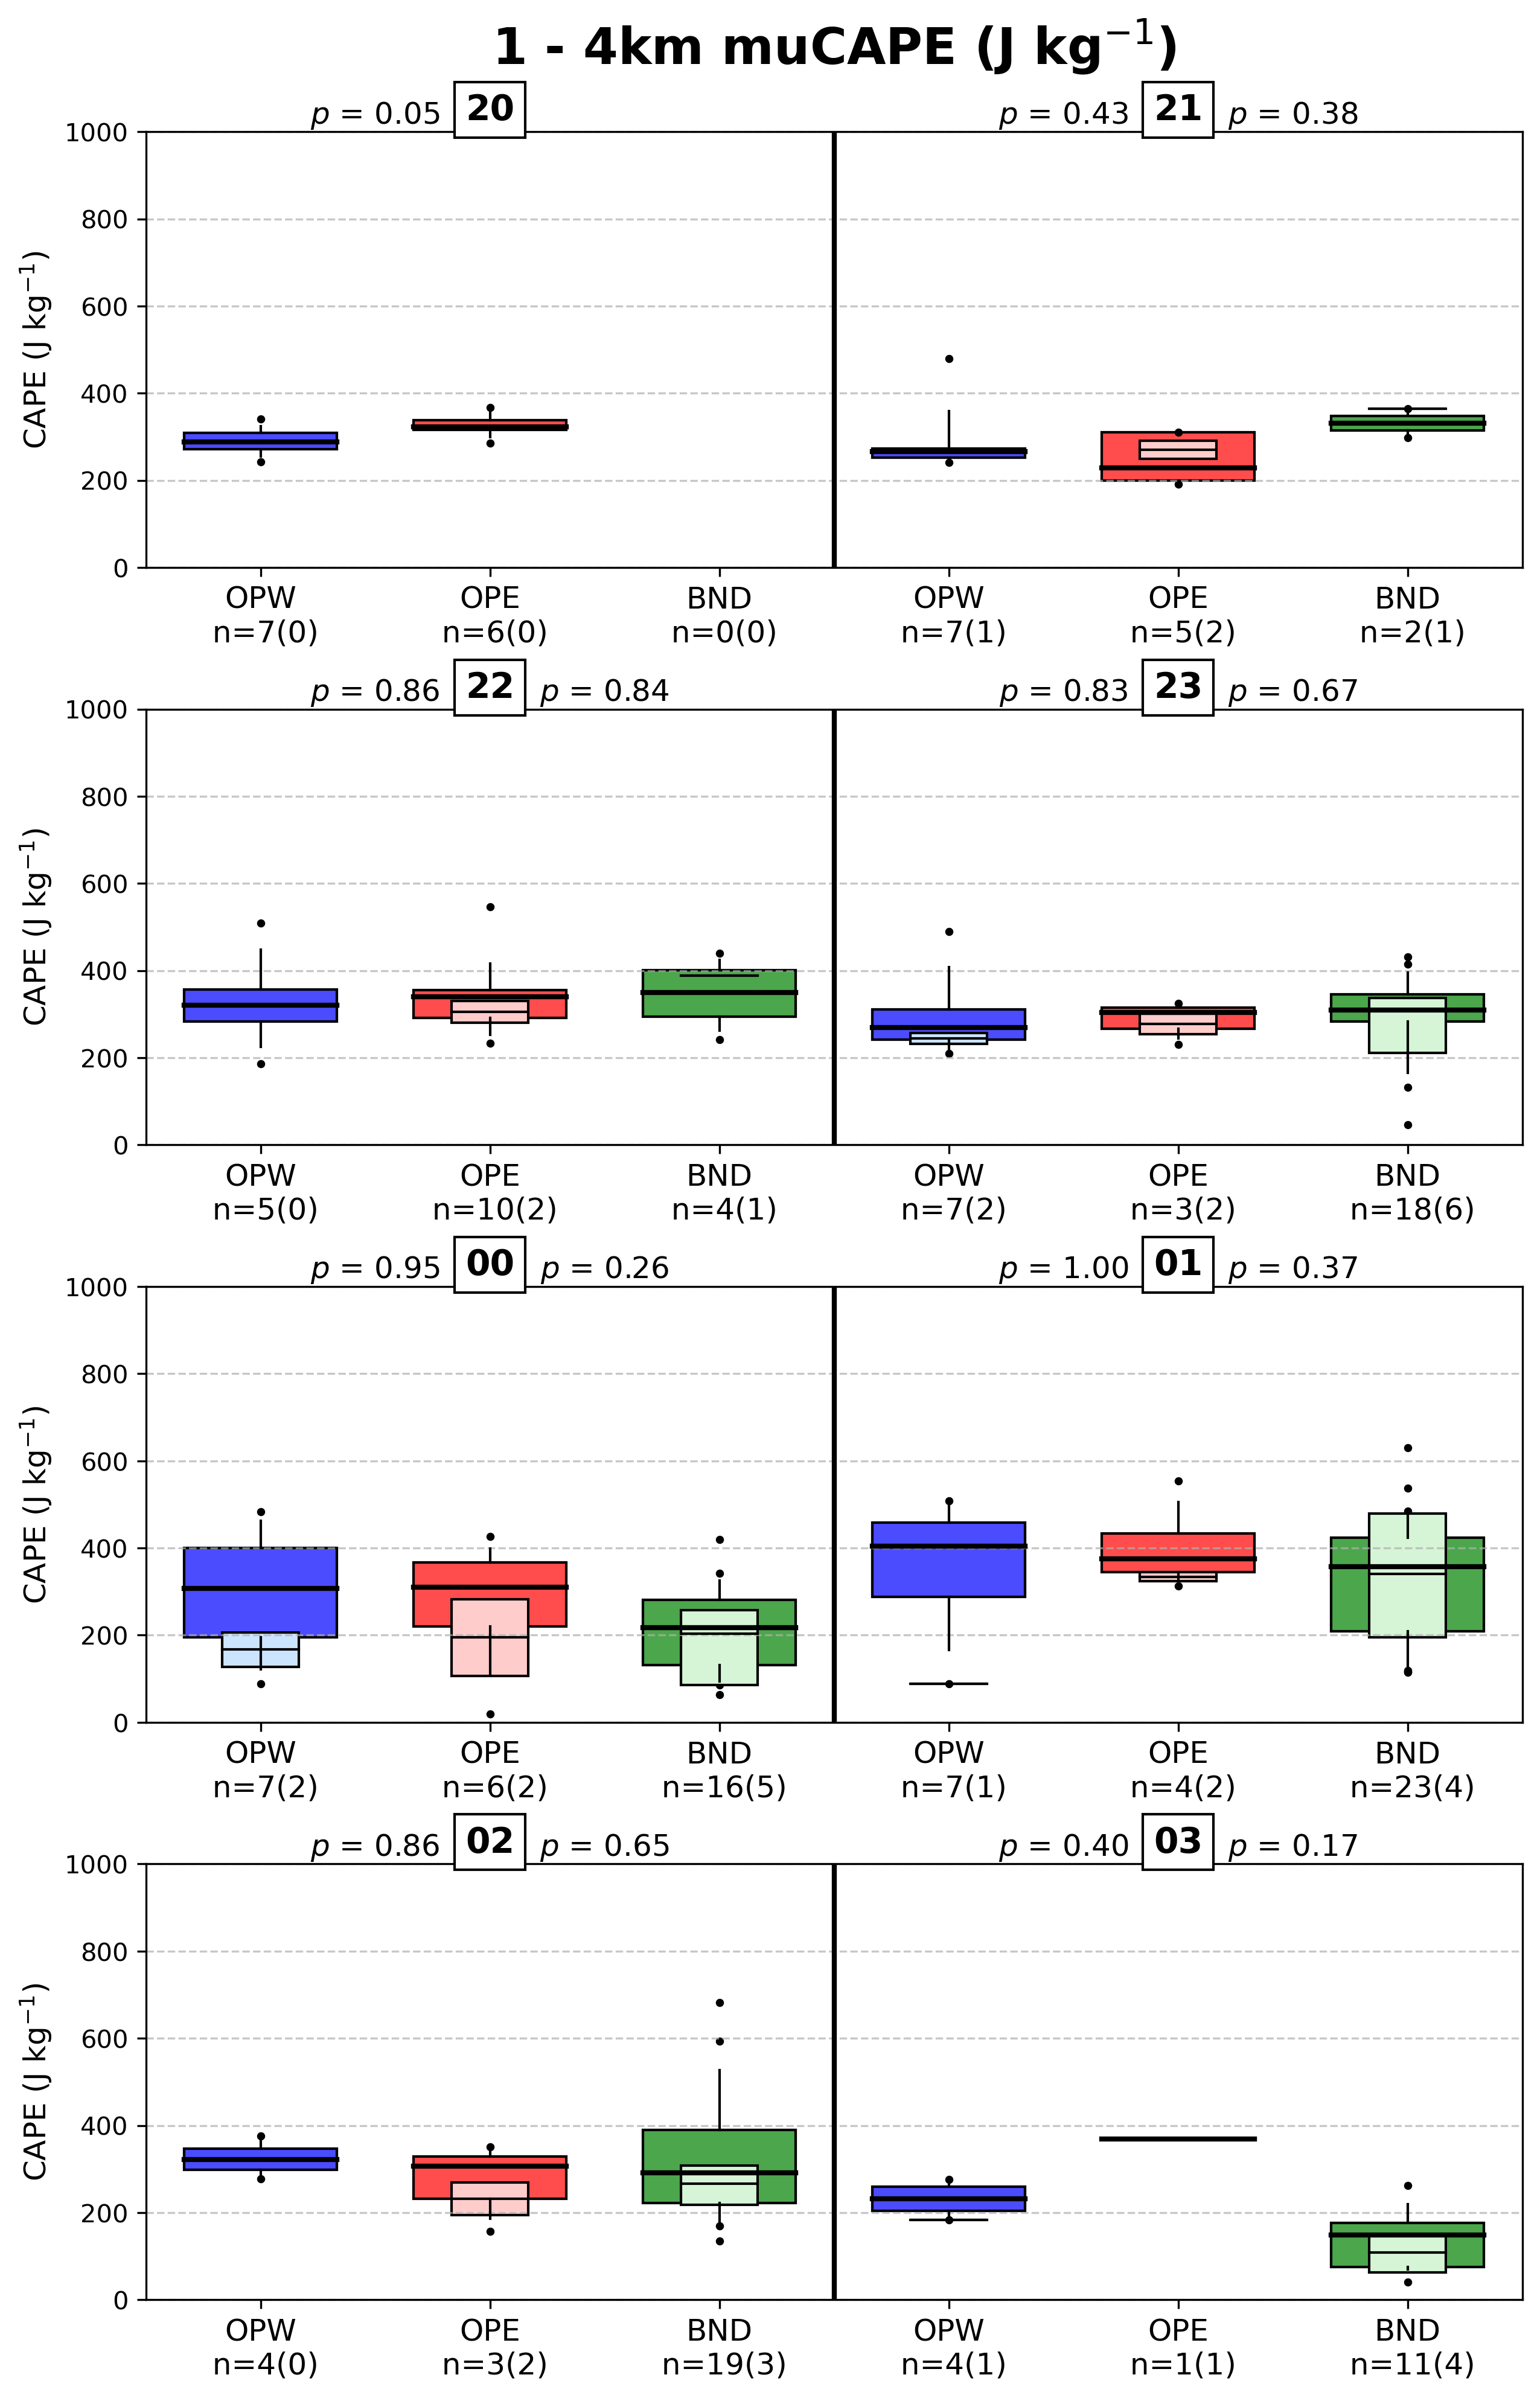 1 - 4km muCAPE (J kg⁻¹)
p = 0.05 20
p = 0.43 21 p = 0.38
1000
800
600
400
200
0
CAPE (J kg⁻¹)
OPW OPE BND OPW OPE BND
n=7(0) n=6(0) n=0(0) n=7(1) n=5(2) n=2(1)
p = 0.86 22 p = 0.84
p = 0.83 23 p = 0.67
1000
800
600
400
200
0
CAPE (J kg⁻¹)
OPW OPE BND OPW OPE BND
n=5(0) n=10(2) n=4(1) n=7(2) n=3(2) n=18(6)
p = 0.95 00 p = 0.26
p = 1.00 01 p = 0.37
1000
800
600
400
200
0
CAPE (J kg⁻¹)
OPW OPE BND OPW OPE BND
n=7(2) n=6(2) n=16(5) n=7(1) n=4(2) n=23(4)
p = 0.86 02 p = 0.65
p = 0.40 03 p = 0.17
1000
800
600
400
200
0
CAPE (J kg⁻¹)
OPW OPE BND OPW OPE BND
n=4(0) n=3(2) n=19(3) n=4(1) n=1(1) n=11(4)